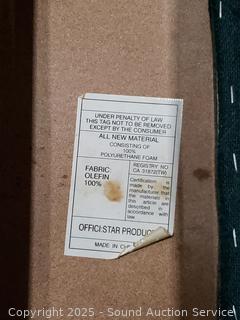 UNDER PENALTY OF LAW
THIS TAG NOT TO BE REMOVED
EXCEPT BY THE CONSUMER
ALL NEW MATERIAL
CONSISTING OF
100%
POLYURETHANE FOAM
FABRIC
OLEFIN
100%
REGISTRY NO.
CA 31872(TW)
Certification is
made by the
manufacturer that
the materials in
this article are
described in
accordance with
law.
OFFICE STAR PRODUC
MADE IN CHI
Copyright 2025 - Sound Auction Service